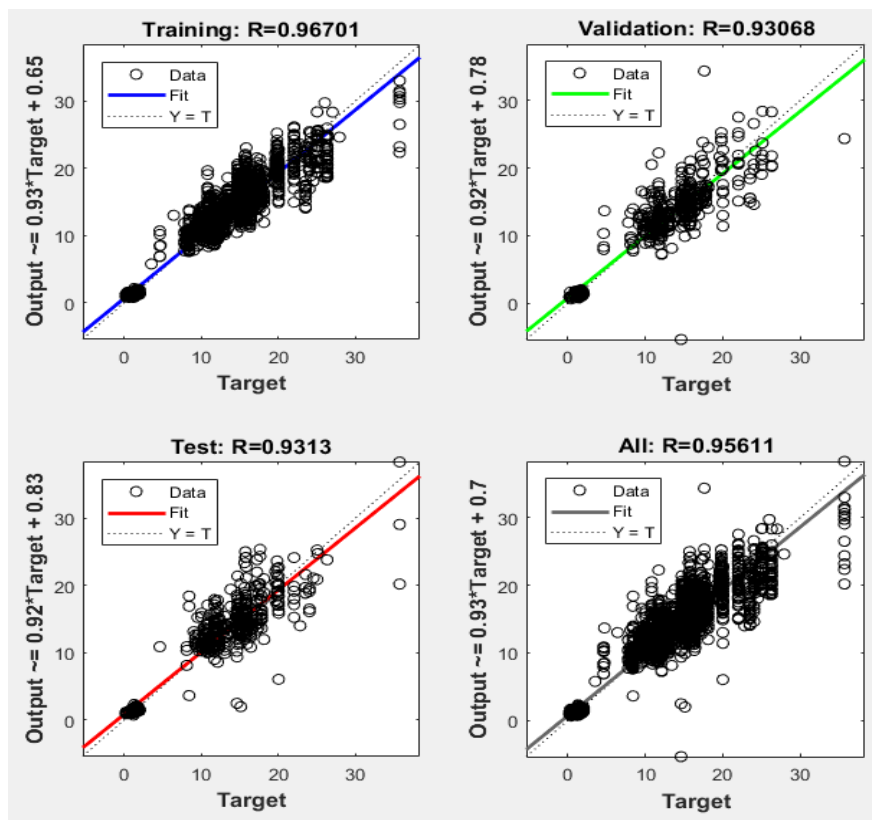 Training: R=0.96701
Output ~= 0.93*Target + 0.65
Data
Fit
Y = T
30
20
10
0
0 10 20 30
Target
Validation: R=0.93068
Output ~= 0.92*Target + 0.78
Data
Fit
Y = T
30
20
10
0
0 10 20 30
Target
Test: R=0.9313
Output ~= 0.92*Target + 0.83
Data
Fit
Y = T
30
20
10
0
0 10 20 30
Target
All: R=0.95611
Output ~= 0.93*Target + 0.7
Data
Fit
Y = T
30
20
10
0
0 10 20 30
Target